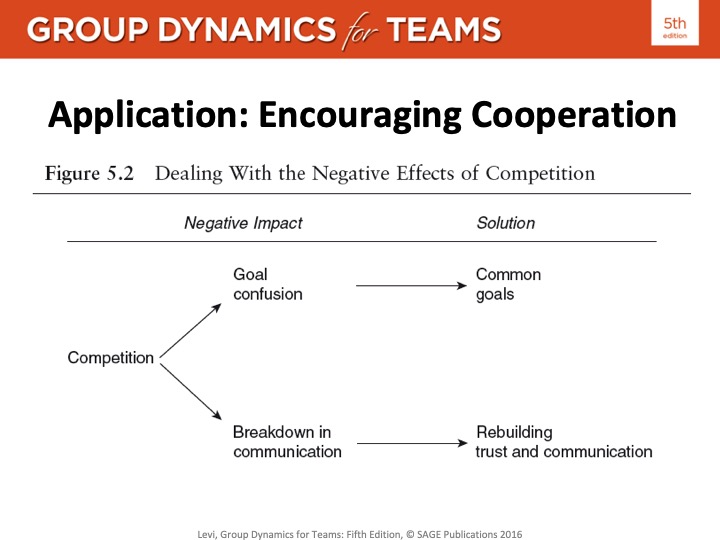 GROUP DYNAMICS for TEAMS
5th
edition
Application: Encouraging Cooperation
Figure 5.2 Dealing With the Negative Effects of Competition
Negative Impact Solution
Goal
confusion
Common
goals
Competition
Breakdown in
communication
Rebuilding
trust and communication
Levi, Group Dynamics for Teams: Fifth Edition, © SAGE Publications 2016